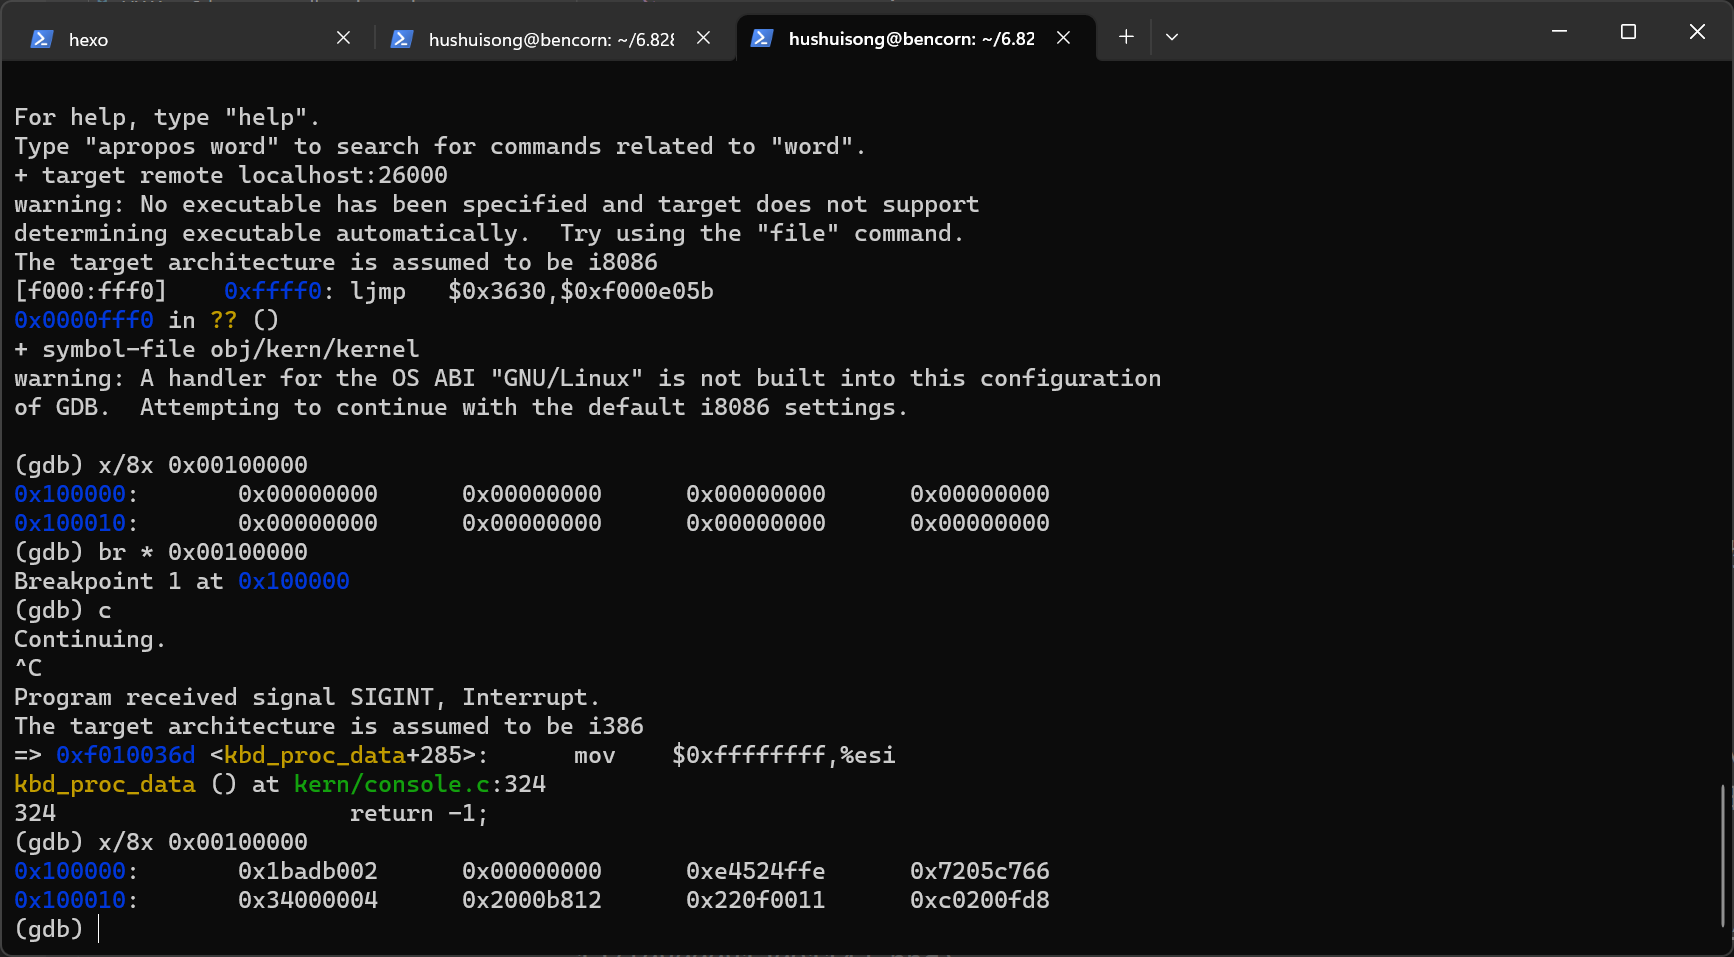 hexo
hushuisong@bencorn: ~/6.828
hushuisong@bencorn: ~/6.82
For help, type "help".
Type "apropos word" to search for commands related to "word".
+ target remote localhost:26000
warning: No executable has been specified and target does not support
determining executable automatically.  Try using the "file" command.
The target architecture is assumed to be i8086
[f000:fff0]    0xffff0: ljmp   $0x3630,$0xf000e05b
0x0000fff0 in ?? ()
+ symbol-file obj/kern/kernel
warning: A handler for the OS ABI "GNU/Linux" is not built into this configuration
of GDB.  Attempting to continue with the default i8086 settings.
(gdb) x/8x 0x00100000
0x100000:       0x00000000      0x00000000      0x00000000      0x00000000
0x100010:       0x00000000      0x00000000      0x00000000      0x00000000
(gdb) br * 0x00100000
Breakpoint 1 at 0x100000
(gdb) c
Continuing.
^C
Program received signal SIGINT, Interrupt.
The target architecture is assumed to be i386
=> 0xf010036d <kbd_proc_data+285>:      mov    $0xffffffff,%esi
kbd_proc_data () at kern/console.c:324
324                     return -1;
(gdb) x/8x 0x00100000
0x100000:       0x1badb002      0x00000000      0xe4524ffe      0x7205c766
0x100010:       0x34000004      0x2000b812      0x220f0011      0xc0200fd8
(gdb)